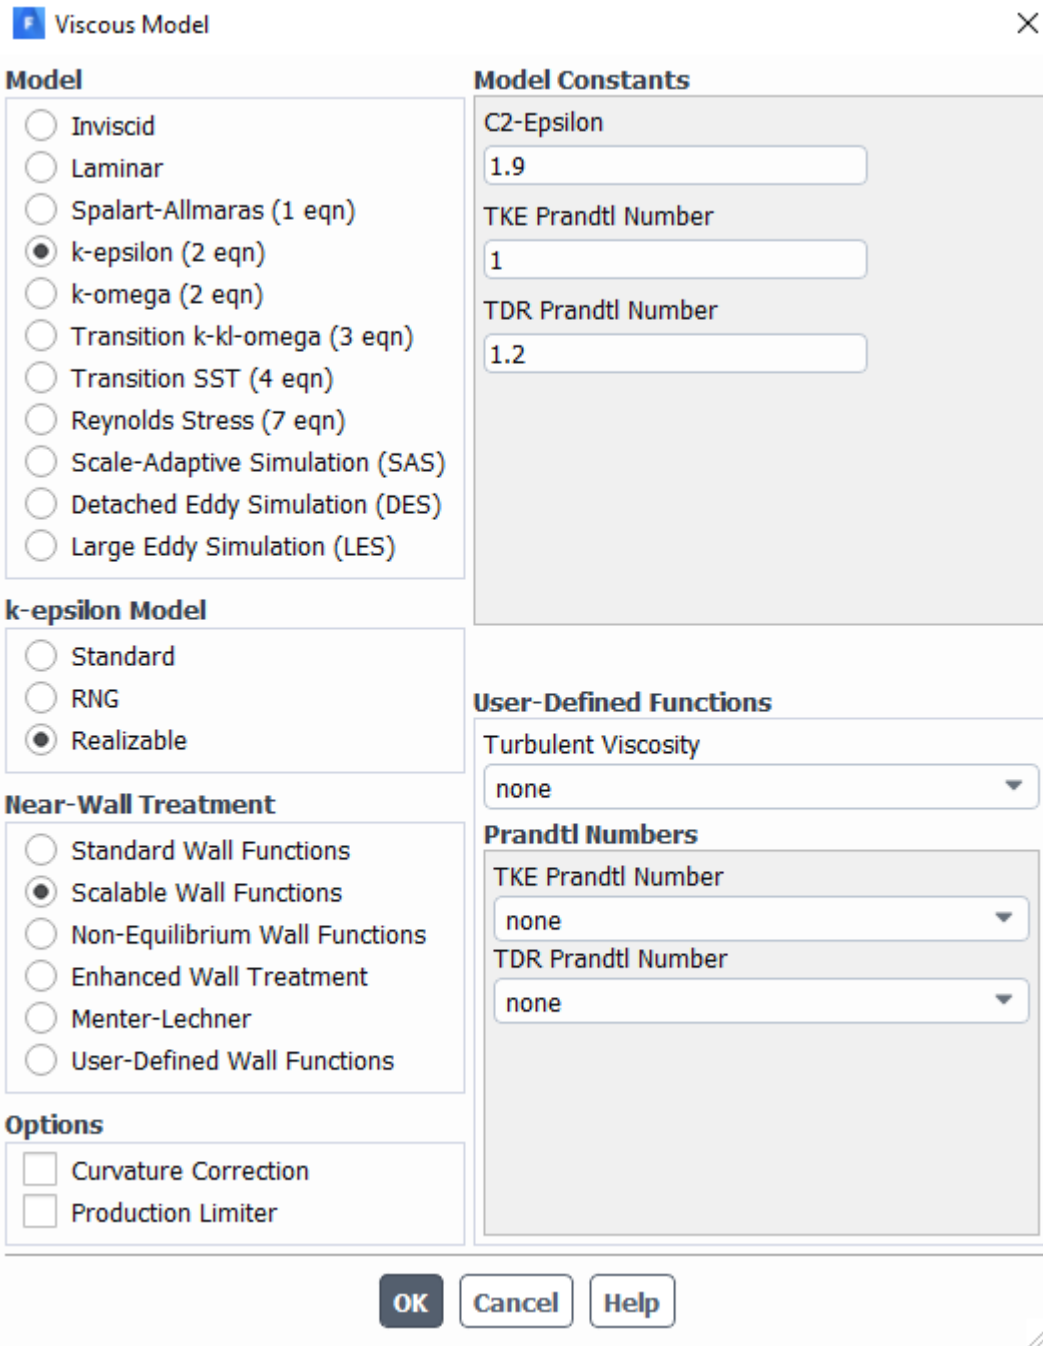 F Viscous Model
Model
Inviscid
Laminar
Spalart-Allmaras (1 eqn)
k-epsilon (2 eqn)
k-omega (2 eqn)
Transition k-kl-omega (3 eqn)
Transition SST (4 eqn)
Reynolds Stress (7 eqn)
Scale-Adaptive Simulation (SAS)
Detached Eddy Simulation (DES)
Large Eddy Simulation (LES)
k-epsilon Model
Standard
RNG
Realizable
Near-Wall Treatment
Standard Wall Functions
Scalable Wall Functions
Non-Equilibrium Wall Functions
Enhanced Wall Treatment
Menter-Lechner
User-Defined Wall Functions
Options
Curvature Correction
Production Limiter
Model Constants
C2-Epsilon
1.9
TKE Prandtl Number
1
TDR Prandtl Number
1.2
User-Defined Functions
Turbulent Viscosity
none
Prandtl Numbers
TKE Prandtl Number
none
TDR Prandtl Number
none
OK Cancel Help